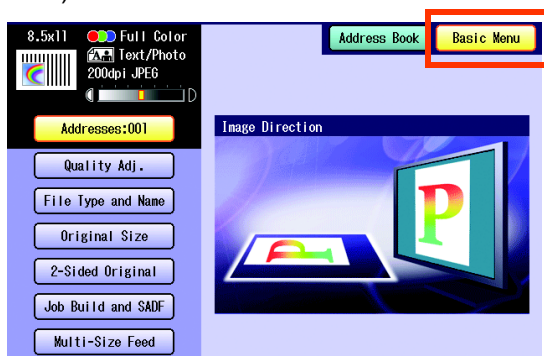 8.5x11 Full Color
Text/Photo
200dpi JPEG
Addresses:001
Quality Adj.
File Type and Name
Original Size
2-Sided Original
Job Build and SADF
Multi-Size Feed
Address Book Basic Menu
Image Direction
P
P